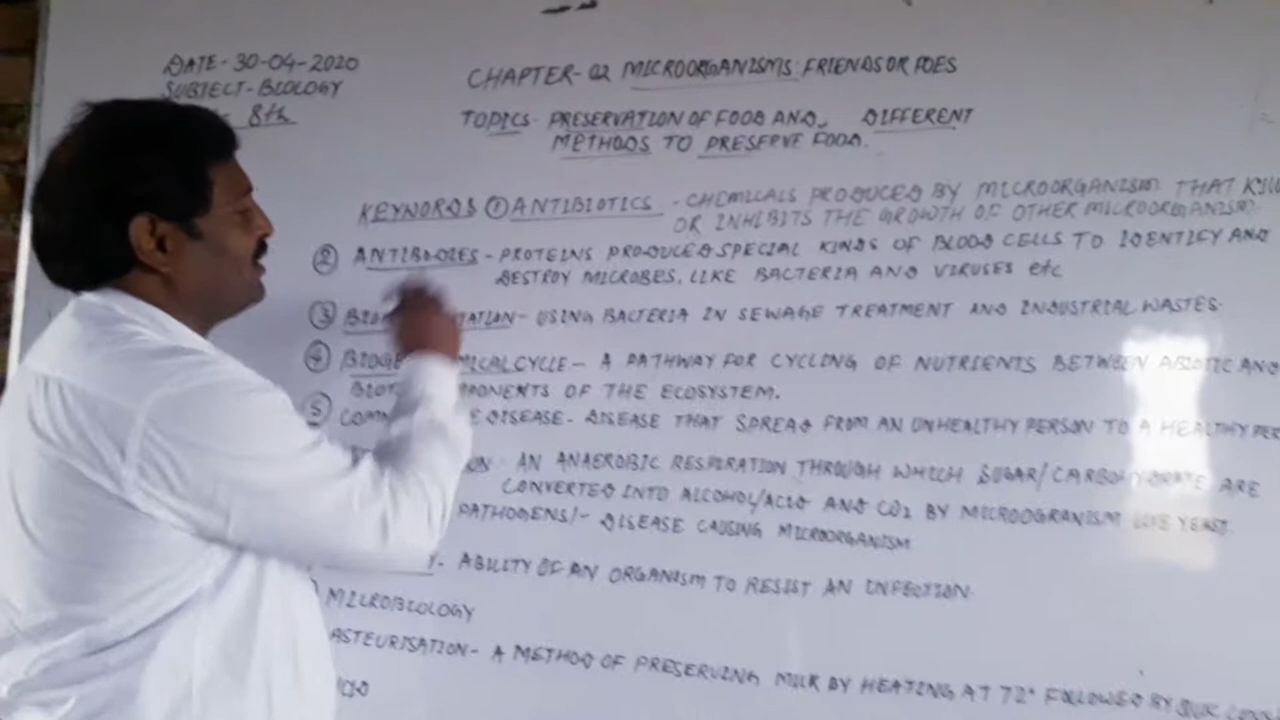 DATE-30-04-2020
SUBJECT-BIOLOGY
8th
CHAPTER-02 MICROORGANISMS: FRIENDS OR FOES
TOPICS- PRESERVATION OF FOOD AND DIFFERENT
METHODS TO PRESERVE FOOD.
KEYWORDS ① ANTIBIOTICS - CHEMICALS PRODUCED BY MICROORGANISM THAT KILL
OR INHIBITS THE GROWTH OF OTHER MICROORGANISM.
② ANTIBODIES - PROTEINS PRODUCED SPECIAL KINDS OF BLOOD CELLS TO IDENTIFY AND
DESTROY MICROBES, LIKE BACTERIA AND VIRUSES etc
③ - USING BACTERIA IN SEWAGE TREATMENT AND INDUSTRIAL WASTES.
④ BIOGE MICAL CYCLE - A PATHWAY FOR CYCLING OF NUTRIENTS BETWEEN ABIOTIC AND
BIOT PONENTS OF THE ECOSYSTEM.
⑤ COMM E DISEASE - DISEASE THAT SPREAD FROM AN UNHEALTHY PERSON TO A HEALTHY PER
ON - AN ANAEROBIC RESPIRATION THROUGH WHICH SUGAR/CARBOHYDRATE ARE
CONVERTED INTO ALCOHOL/ACID AND CO2 BY MICROOGRANISM LIKE YEAST.
PATHOGENS/- DISEASE CAUSING MICROORGANISM
Y- ABILITY OF AN ORGANISM TO RESIST AN INFECTION.
MICROBIOLOGY
ASTEURISATION - A METHOD OF PRESERVING MILK BY HEATING AT 72° FOLLOWED BY